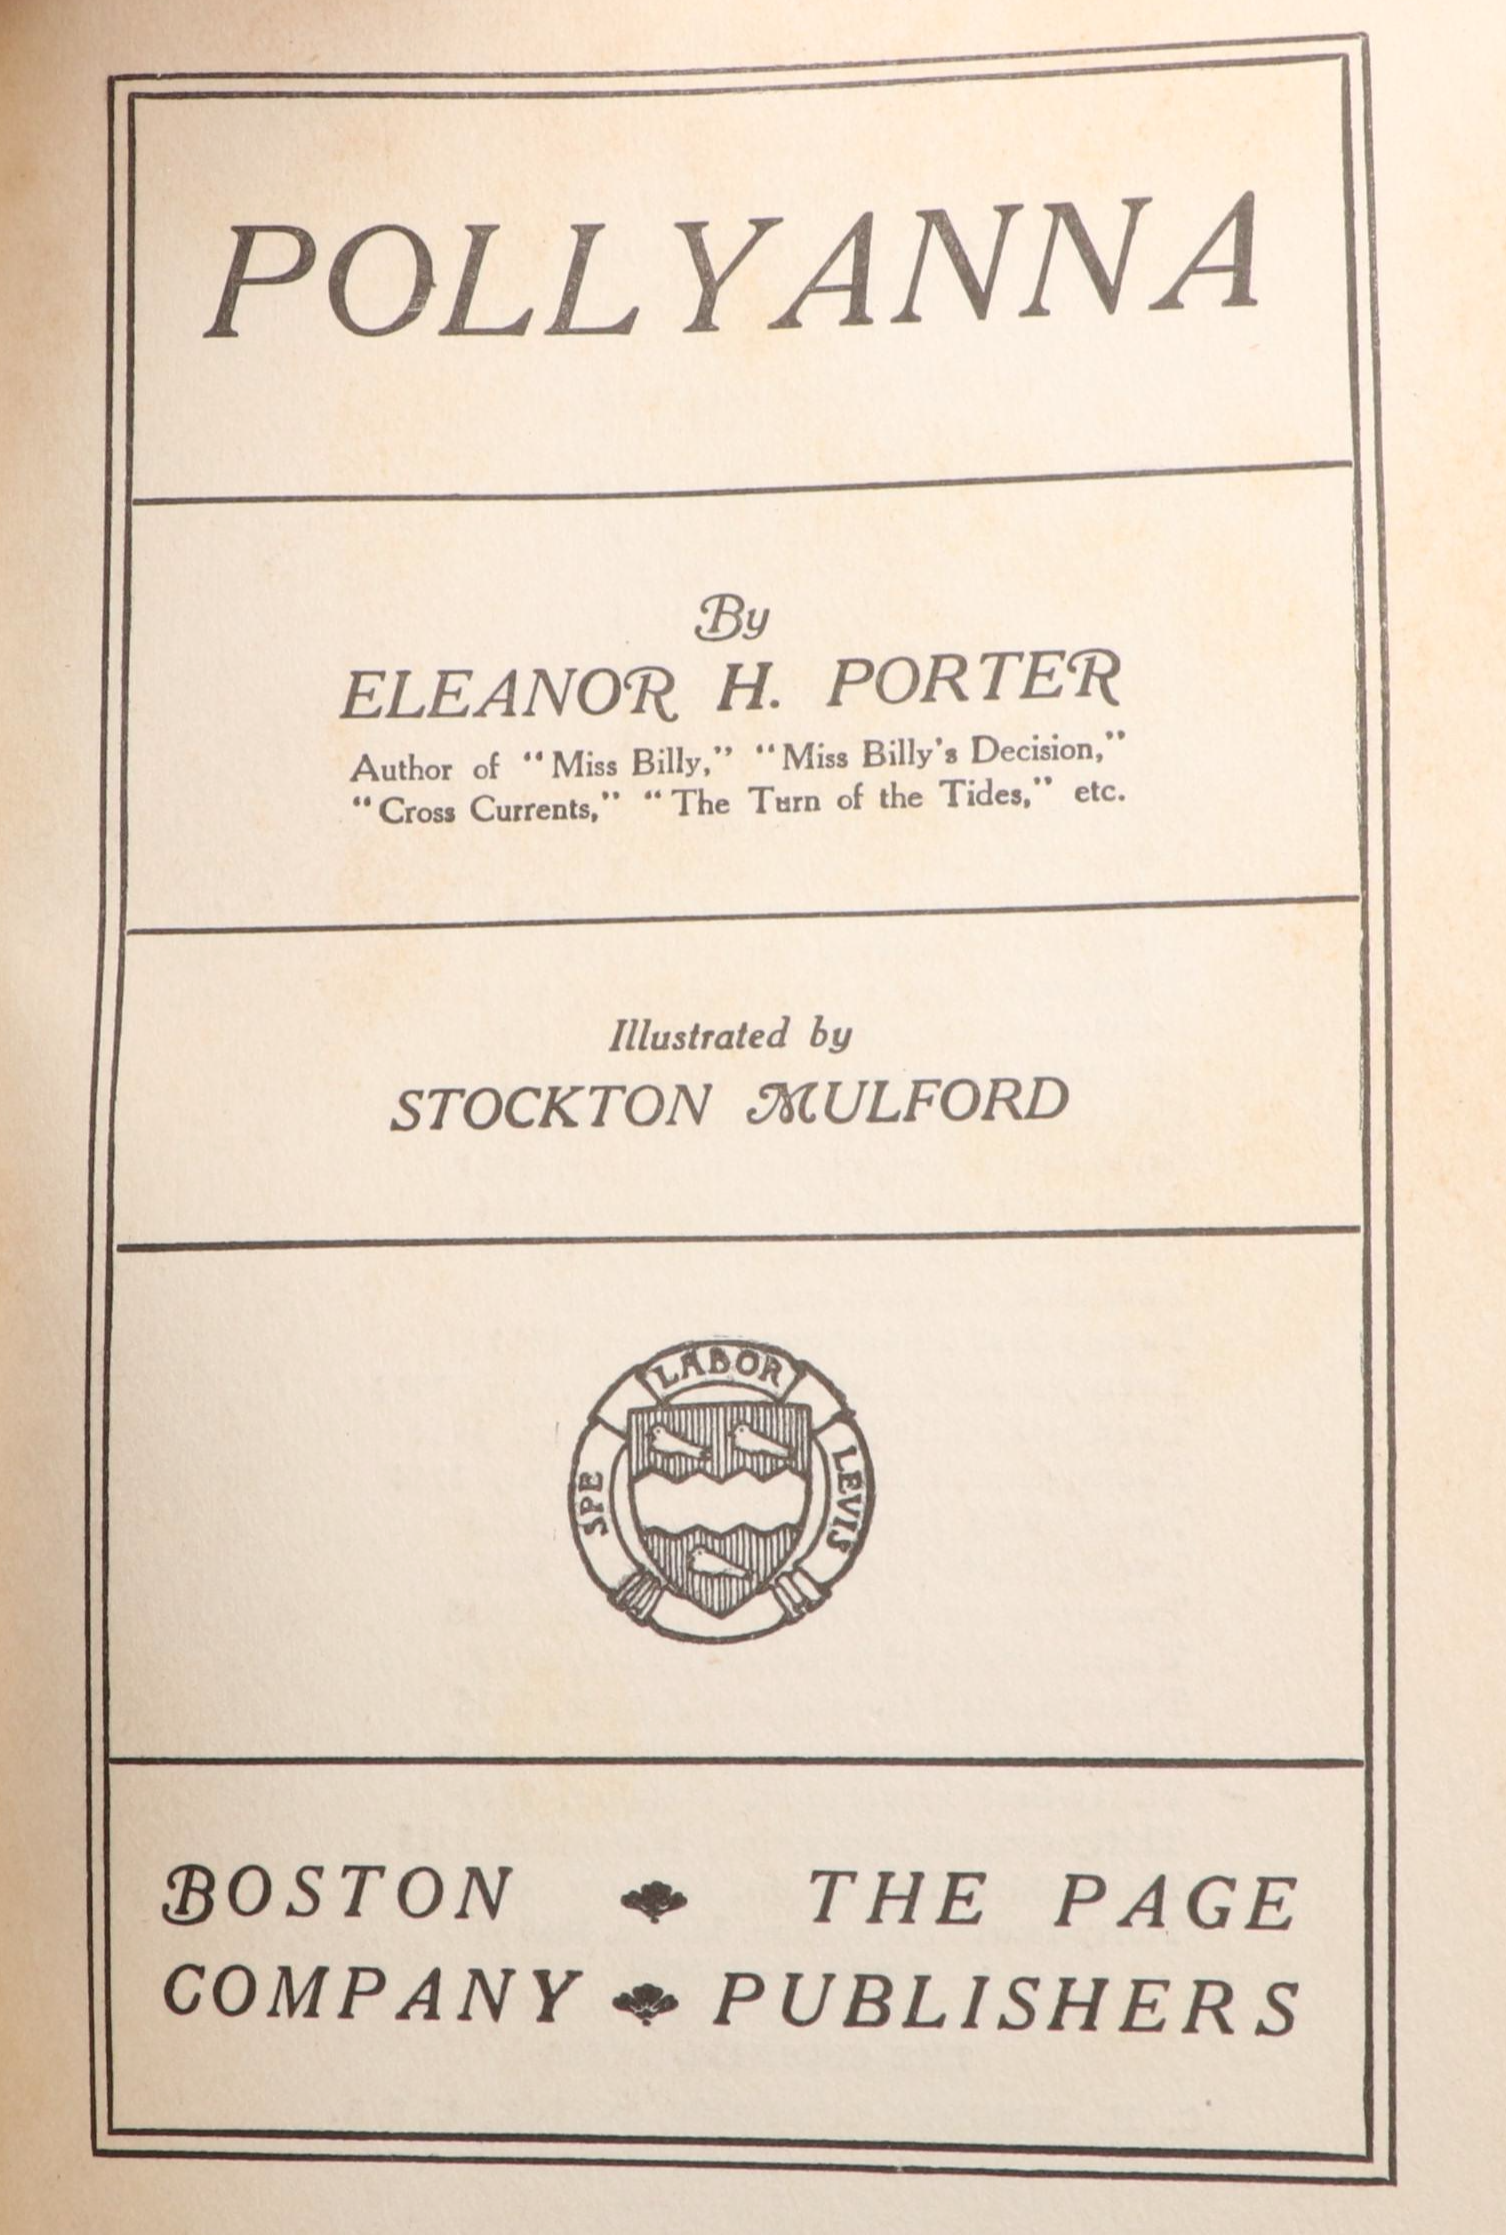 POLLYANNA
By
ELEANOR H. PORTER
Author of "Miss Billy," "Miss Billy's Decision,"
"Cross Currents," "The Turn of the Tides," etc.
Illustrated by
STOCKTON MULFORD
SPE LABOR LEVIS
BOSTON THE PAGE
COMPANY PUBLISHERS